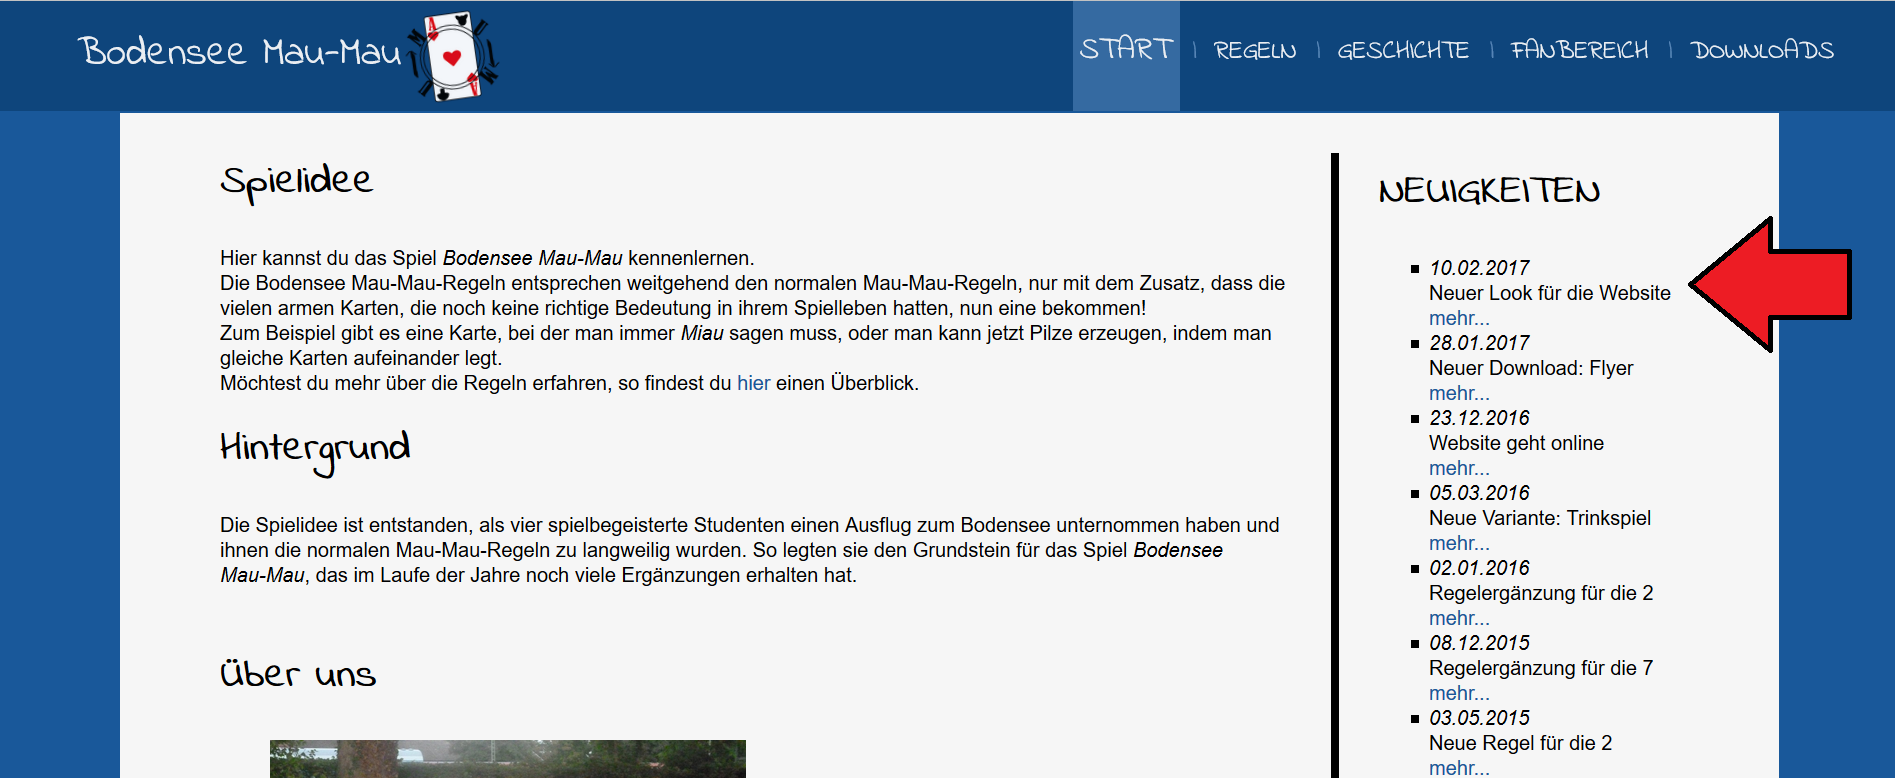 Bodensee Mau-Mau
START | REGELN | GESCHICHTE | FANBEREICH | DOWNLOADS
Spielidee
Hier kannst du das Spiel Bodensee Mau-Mau kennenlernen.
Die Bodensee Mau-Mau-Regeln entsprechen weitgehend den normalen Mau-Mau-Regeln, nur mit dem Zusatz, dass die
vielen armen Karten, die noch keine richtige Bedeutung in ihrem Spielleben hatten, nun eine bekommen!
Zum Beispiel gibt es eine Karte, bei der man immer Miau sagen muss, oder man kann jetzt Pilze erzeugen, indem man
gleiche Karten aufeinander legt.
Möchtest du mehr über die Regeln erfahren, so findest du hier einen Überblick.
Hintergrund
Die Spielidee ist entstanden, als vier spielbegeisterte Studenten einen Ausflug zum Bodensee unternommen haben und
ihnen die normalen Mau-Mau-Regeln zu langweilig wurden. So legten sie den Grundstein für das Spiel Bodensee
Mau-Mau, das im Laufe der Jahre noch viele Ergänzungen erhalten hat.
Über uns
NEUIGKEITEN
10.02.2017
Neuer Look für die Website
mehr...
28.01.2017
Neuer Download: Flyer
mehr...
23.12.2016
Website geht online
mehr...
05.03.2016
Neue Variante: Trinkspiel
mehr...
02.01.2016
Regelergänzung für die 2
mehr...
08.12.2015
Regelergänzung für die 7
mehr...
03.05.2015
Neue Regel für die 2
mehr...